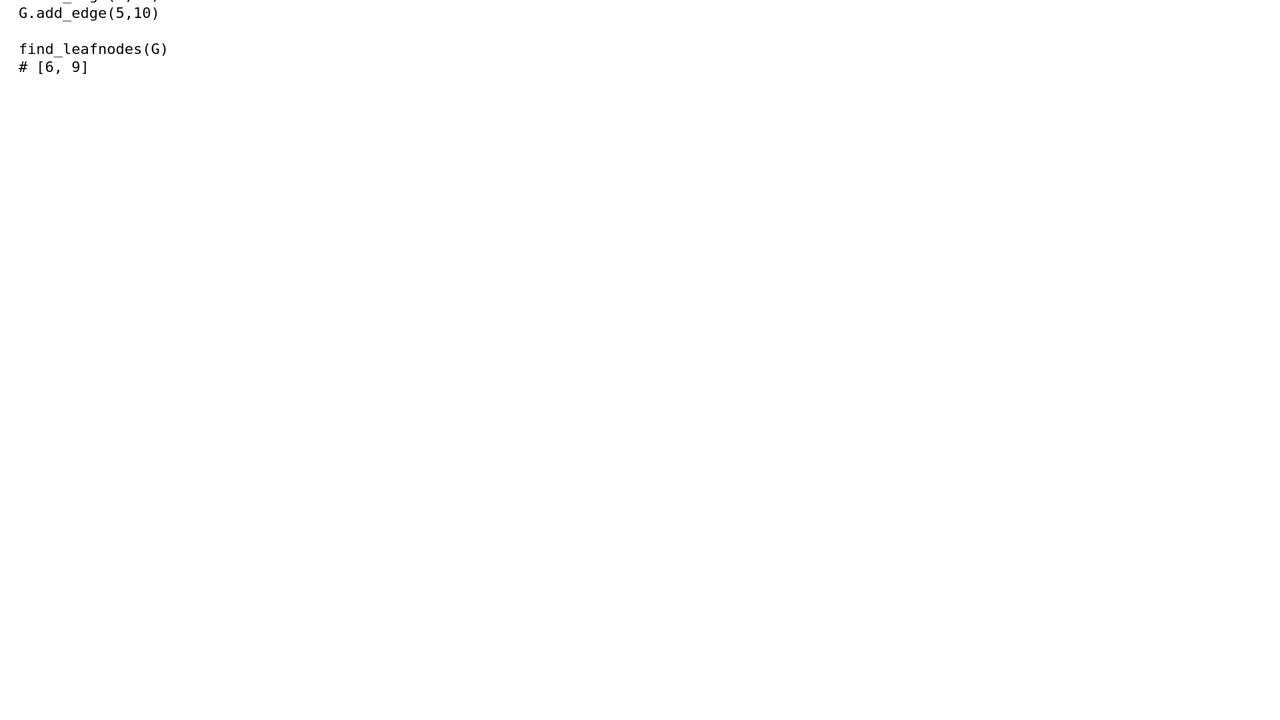 G.add_edge(5,10)

find_leafnodes(G)
# [6, 9]